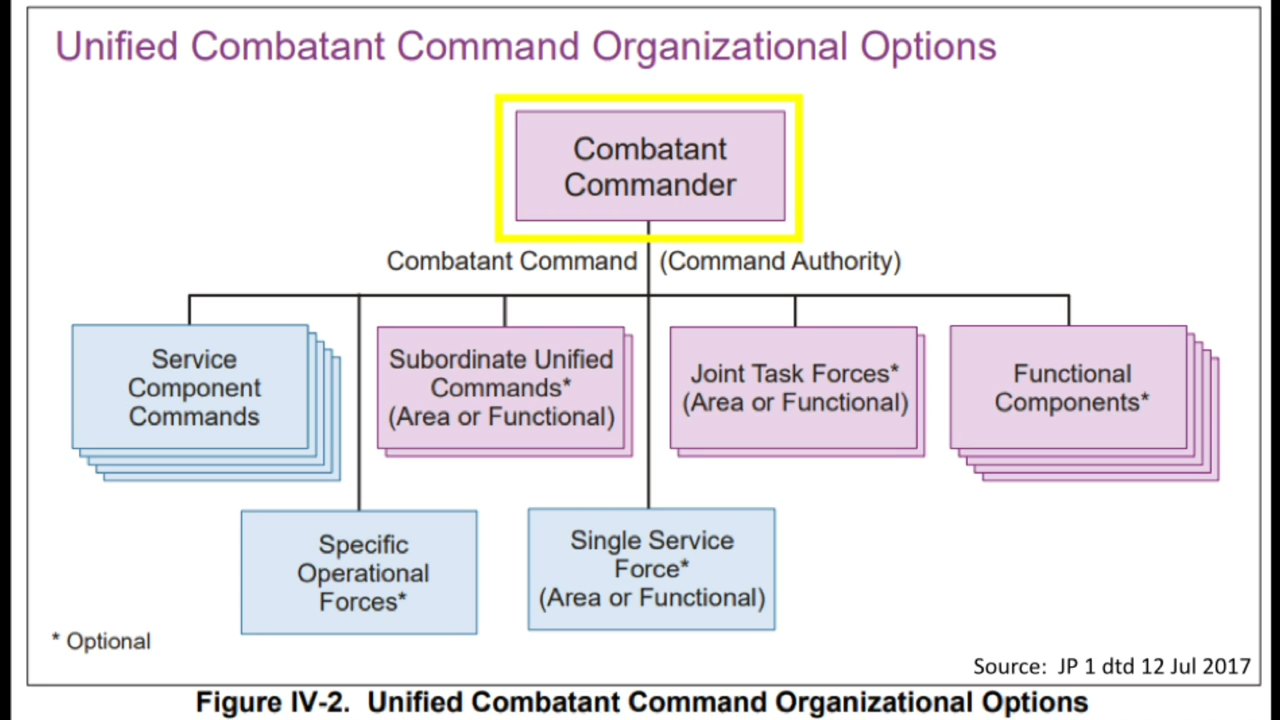 Unified Combatant Command Organizational Options
Combatant
Commander
Combatant Command (Command Authority)
Service
Component
Commands
Subordinate Unified
Commands*
(Area or Functional)
Joint Task Forces*
(Area or Functional)
Functional
Components*
Specific
Operational
Forces*
Single Service
Force*
(Area or Functional)
* Optional
Source: JP 1 dtd 12 Jul 2017
Figure IV-2. Unified Combatant Command Organizational Options